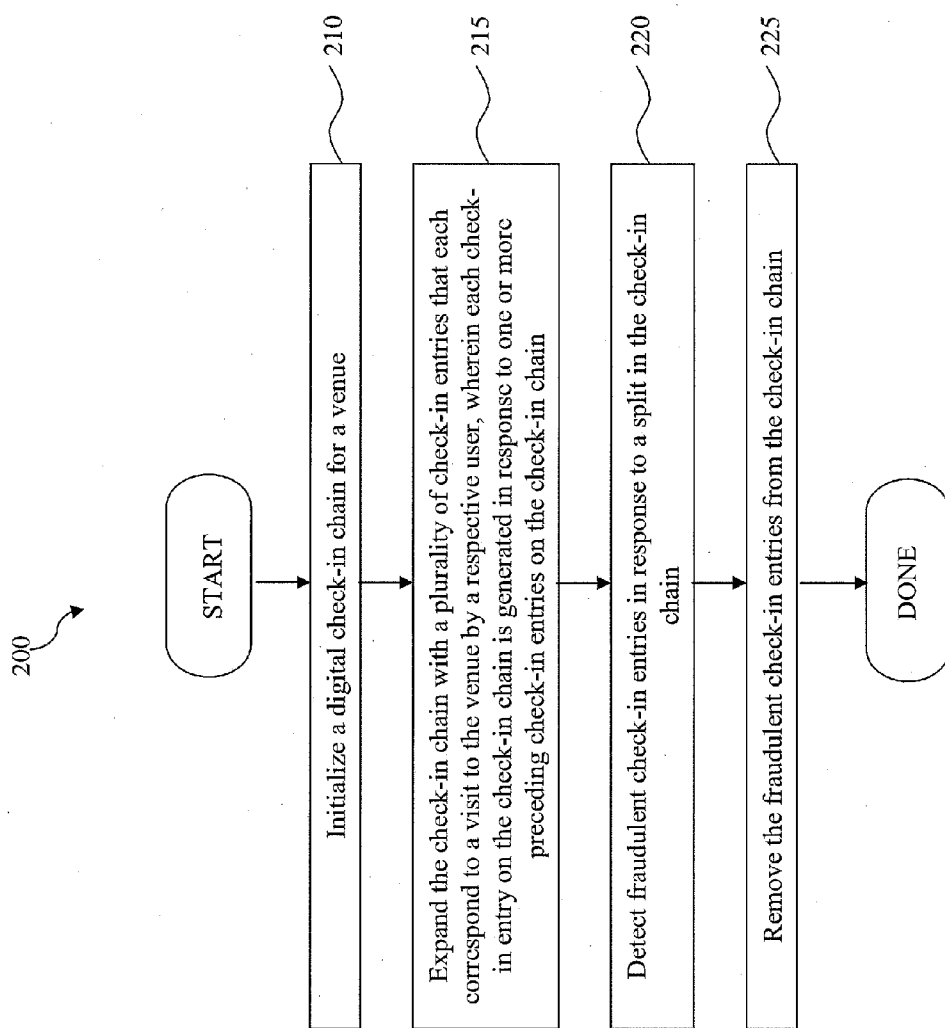 200
START
Initialize a digital check-in chain for a venue
210
Expand the check-in chain with a plurality of check-in entries that each
correspond to a visit to the venue by a respective user, wherein each check-
in entry on the check-in chain is generated in response to one or more
preceding check-in entries on the check-in chain
215
Detect fraudulent check-in entries in response to a split in the check-in
chain
220
Remove the fraudulent check-in entries from the check-in chain
225
DONE